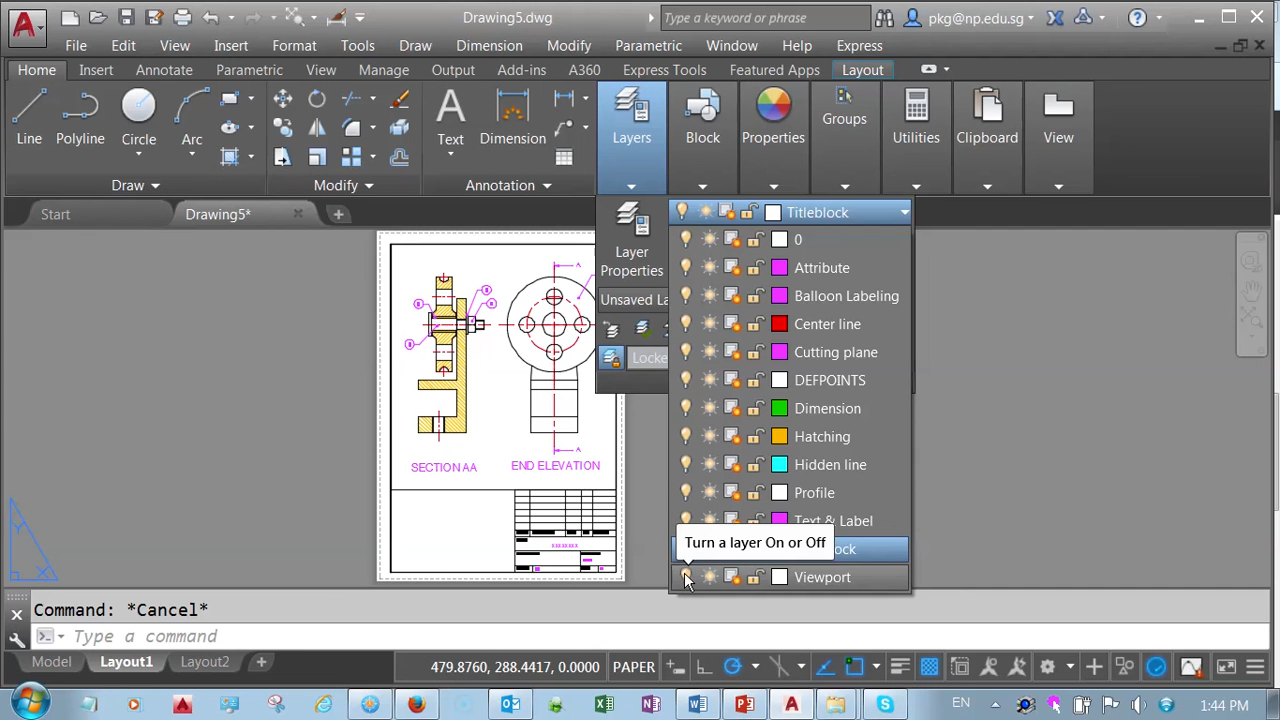 Drawing5.dwg
Type a keyword or phrase
pkg@np.edu.sg
File Edit View Insert Format Tools Draw Dimension Modify Parametric Window Help Express
Home Insert Annotate Parametric View Manage Output Add-ins A360 Express Tools Featured Apps Layout
Line Polyline Circle Arc Text Dimension Layers Block Properties Groups Utilities Clipboard View
Draw Modify Annotation
Start Drawing5*
Titleblock
0
Layer
Properties
Attribute
Unsaved La
Balloon Labeling
Center line
Locke
Cutting plane
DEFPOINTS
Dimension
Hatching
Hidden line
Profile
Text & Label
Turn a layer On or Off
ock
Viewport
A
A
SECTION AA
END ELEVATION
XXXXXXXX
Command: *Cancel*
Type a command
Model Layout1 Layout2
479.8760, 288.4417, 0.0000 PAPER
EN
1:44 PM